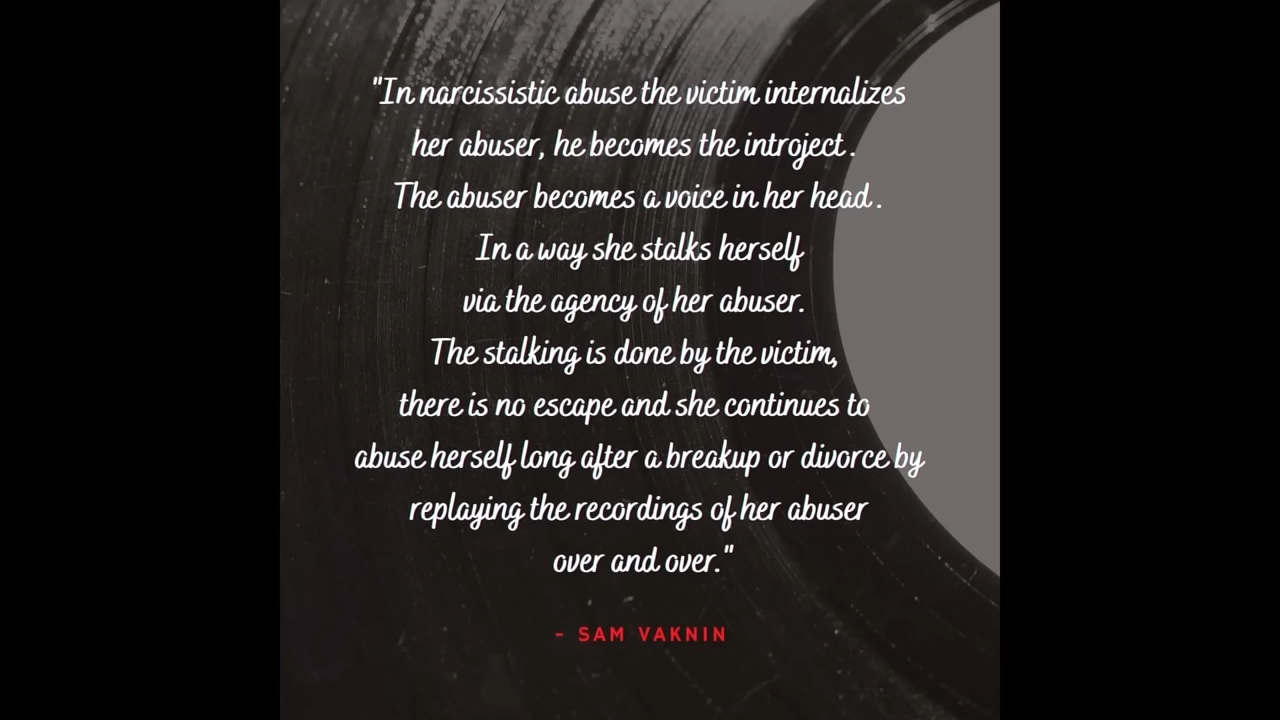 "In narcissistic abuse the victim internalizes
her abuser, he becomes the introject.
The abuser becomes a voice in her head.
In a way she stalks herself
via the agency of her abuser.
The stalking is done by the victim,
there is no escape and she continues to
abuse herself long after a breakup or divorce by
replaying the recordings of her abuser
over and over."
- SAM VAKNIN